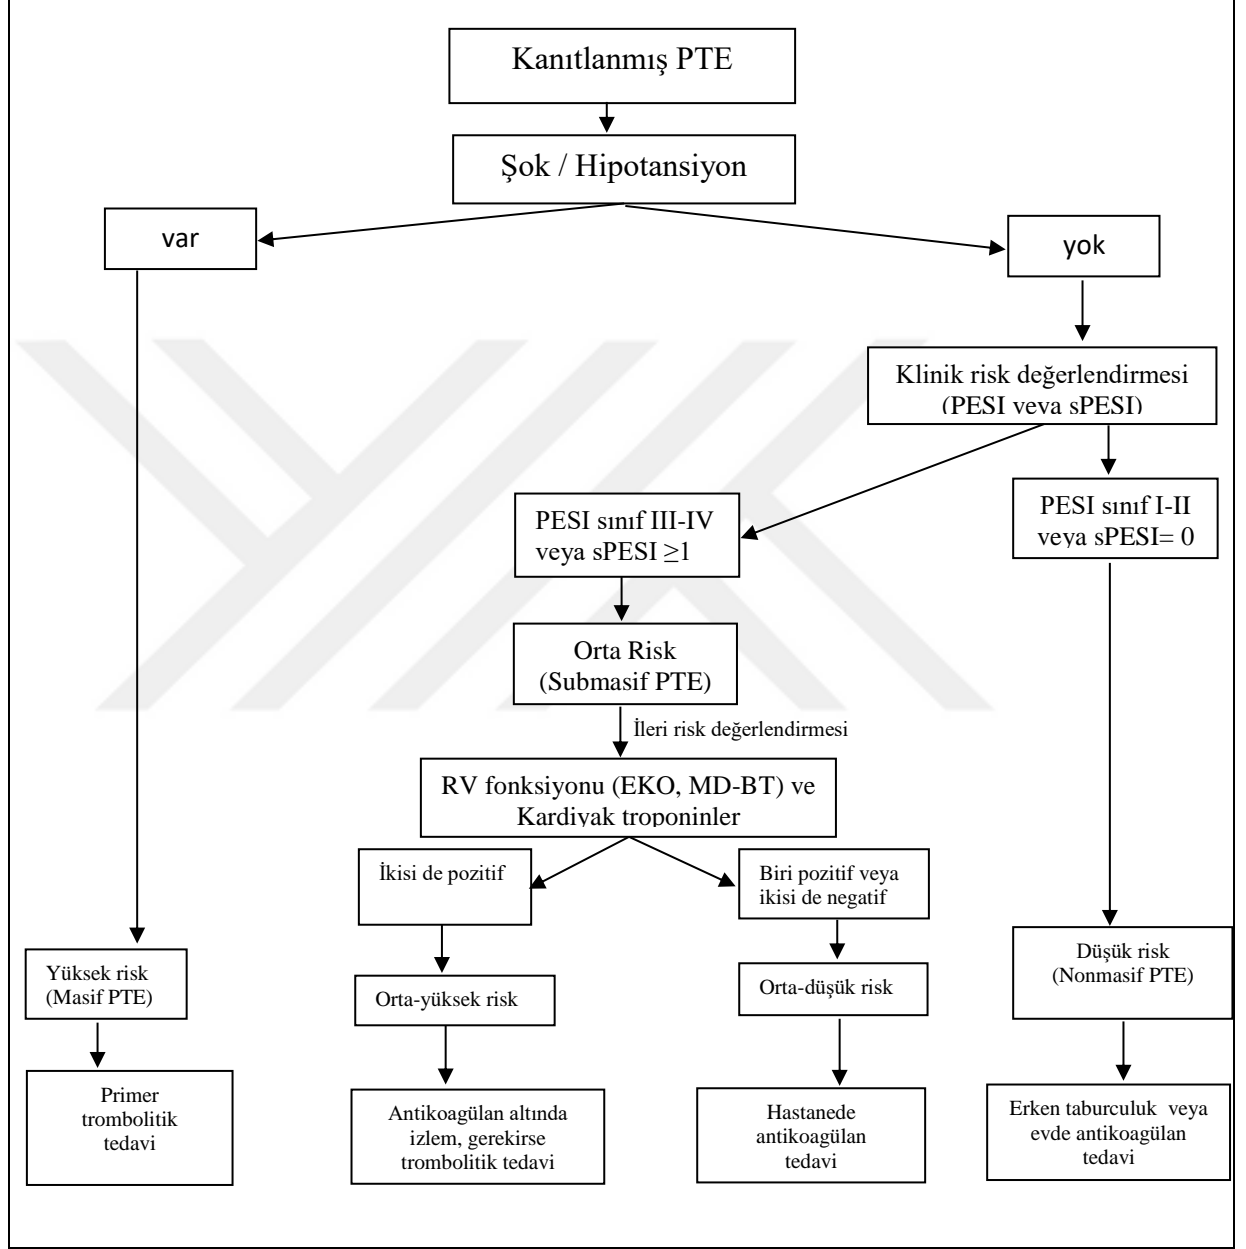 Kanıtlanmış PTE
Şok / Hipotansiyon
var
yok
Klinik risk değerlendirmesi
(PESI veya sPESI)
PESI sınıf III-IV
veya sPESI ≥1
PESI sınıf I-II
veya sPESI= 0
Orta Risk
(Submasif PTE)
İleri risk değerlendirmesi
RV fonksiyonu (EKO, MD-BT) ve
Kardiyak troponinler
İkisi de pozitif
Biri pozitif veya
ikisi de negatif
Yüksek risk
(Masif PTE)
Orta-yüksek risk
Orta-düşük risk
Düşük risk
(Nonmasif PTE)
Primer
trombolitik
tedavi
Antikoagülan altında
izlem, gerekirse
trombolitik tedavi
Hastanede
antikoagülan
tedavi
Erken taburculuk veya
evde antikoagülan
tedavi